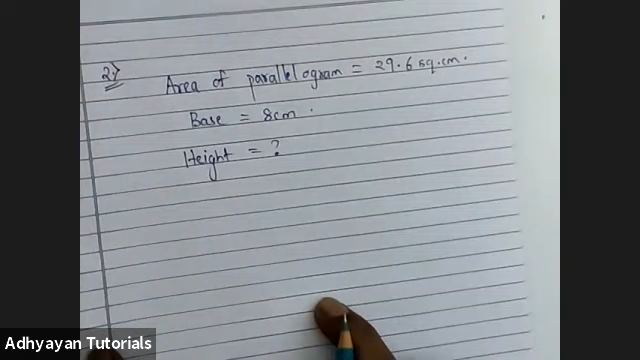 2)
Area of parallelogram = 29.6 sq.cm.
Base = 8cm.
Height = ?
Adhyayan Tutorials